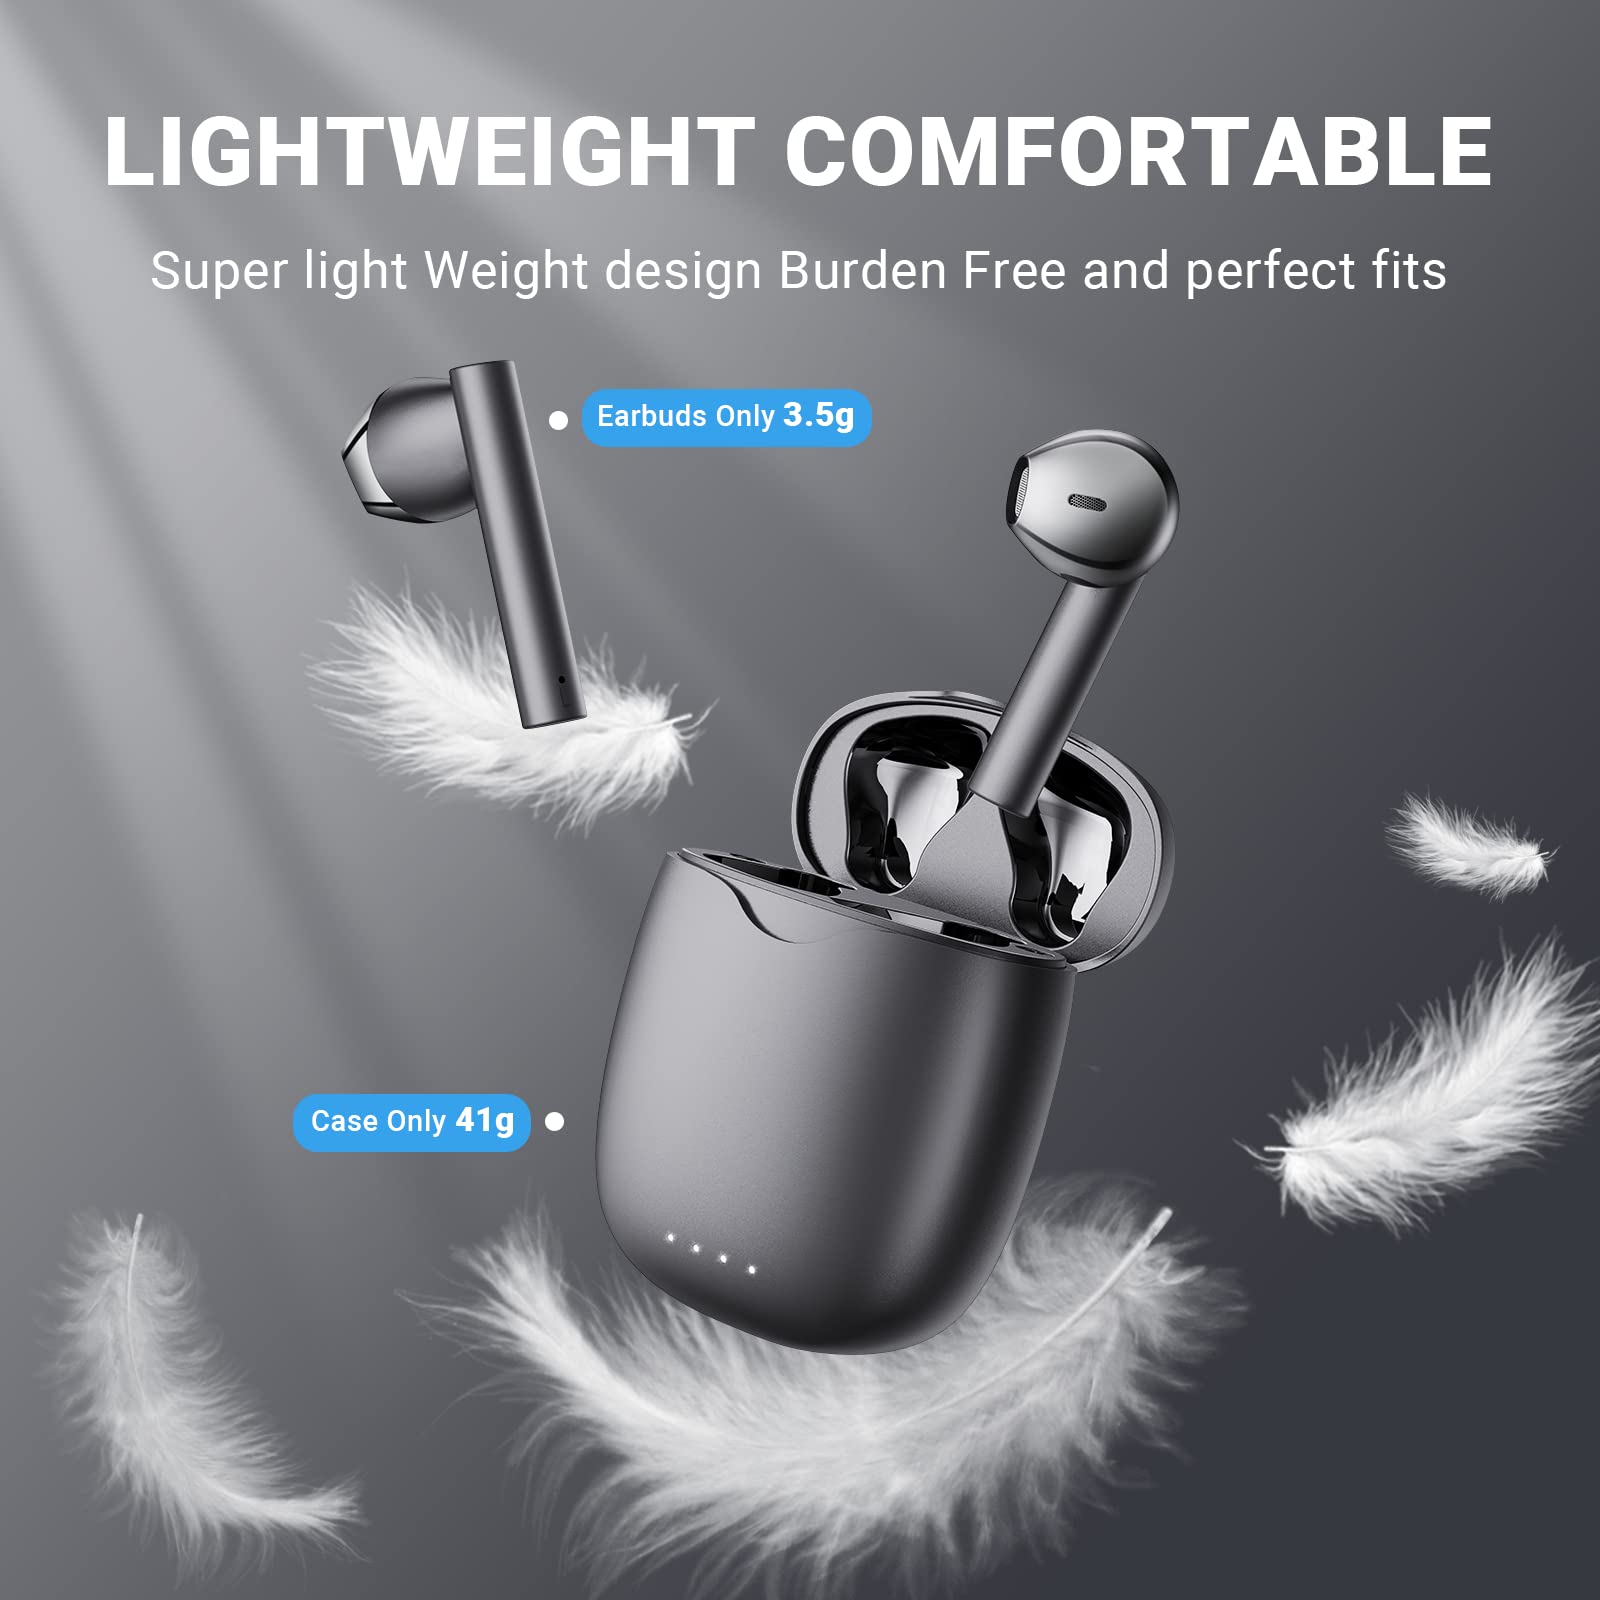 LIGHTWEIGHT COMFORTABLE
Super light Weight design Burden Free and perfect fits
Earbuds Only 3.5g
Case Only 41g